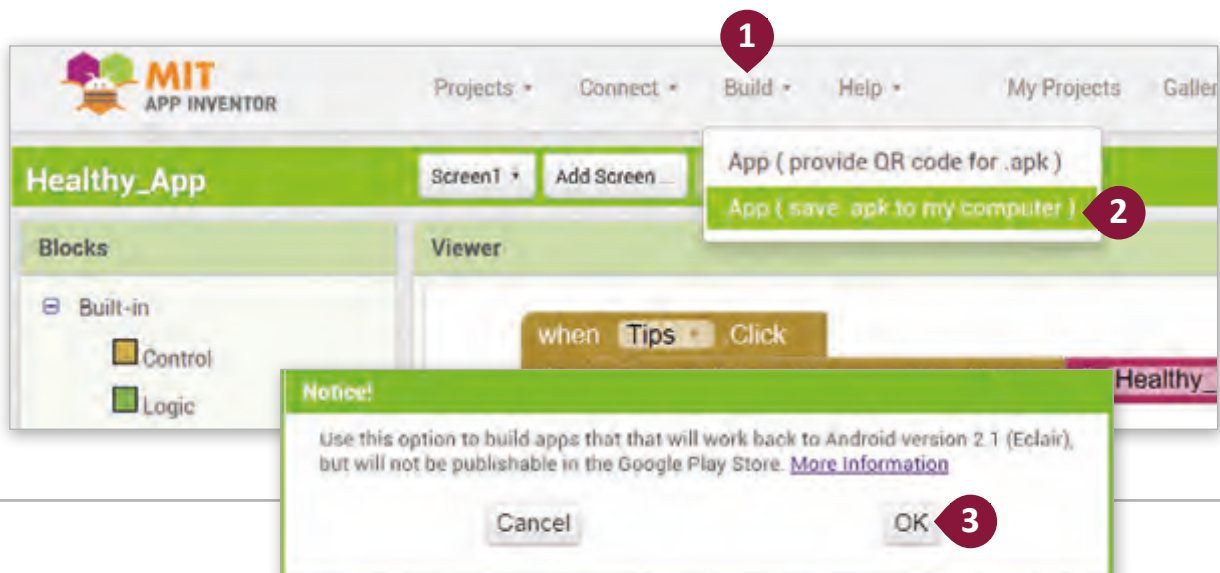 1
MIT
APP INVENTOR
Projects Connect Build Help My Projects Galler
App ( provide QR code for .apk )
Healthy_App Screen1 Add Screen ...
App ( save .apk to my computer ) 2
Blocks Viewer
Built-in
when Tips Click
Control
Healthy_
Logic
Notice!
Use this option to build apps that that will work back to Android version 2.1 (Eclair),
but will not be publishable in the Google Play Store. More Information
Cancel OK 3